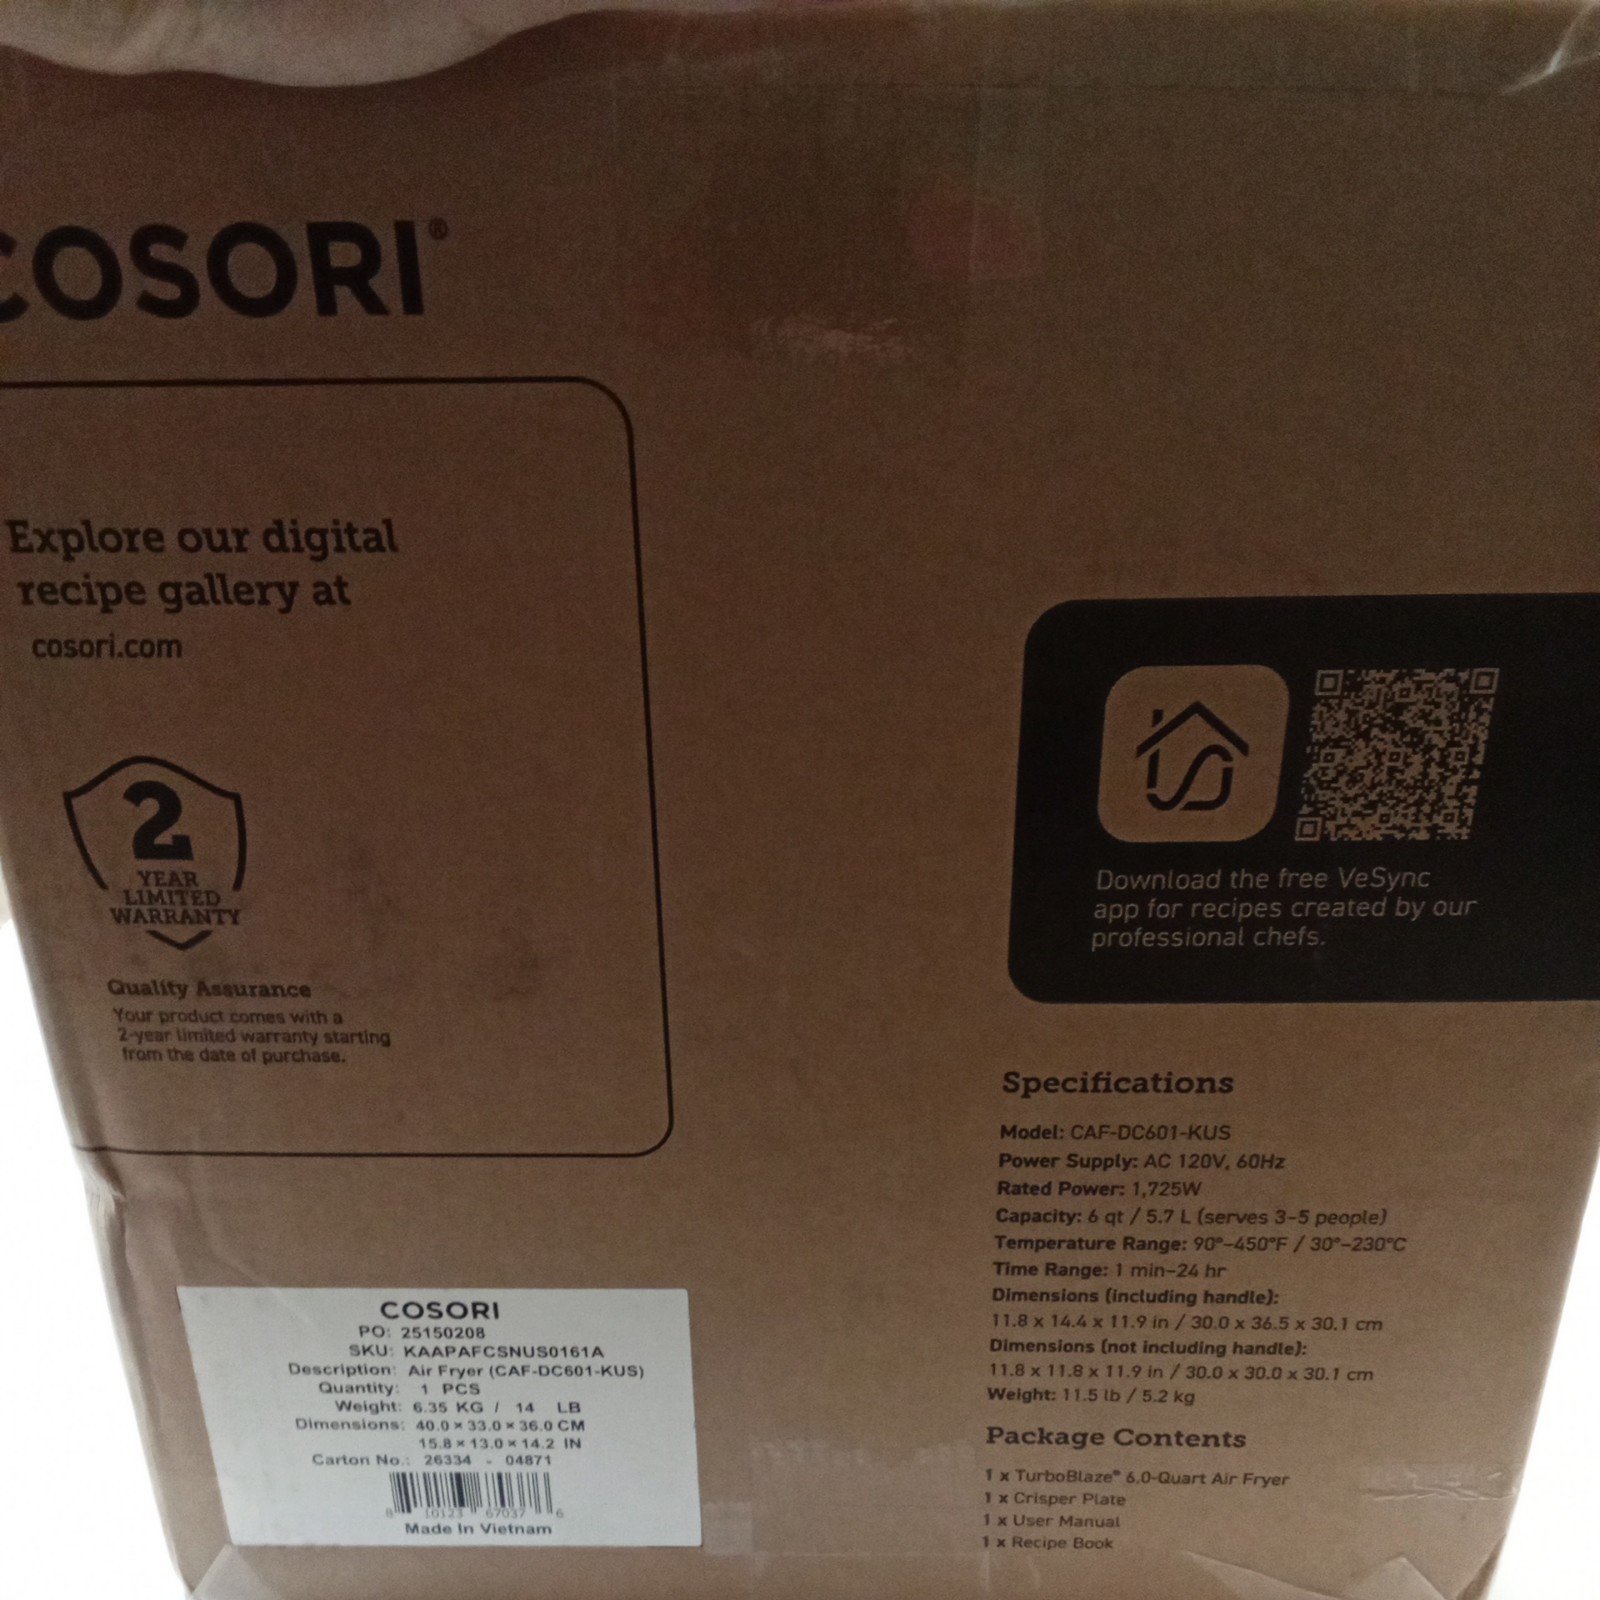 COSORI®
Explore our digital
recipe gallery at
cosori.com
2
YEAR
LIMITED
WARRANTY
Quality Assurance
Your product comes with a
2-year limited warranty starting
from the date of purchase.
Download the free VeSync
app for recipes created by our
professional chefs.
Specifications
Model: CAF-DC601-KUS
Power Supply: AC 120V, 60Hz
Rated Power: 1,725W
Capacity: 6 qt / 5.7 L (serves 3-5 people)
Temperature Range: 90°–450°F / 30°–230°C
Time Range: 1 min–24 hr
Dimensions (including handle):
11.8 x 14.4 x 11.9 in / 30.0 x 36.5 x 30.1 cm
Dimensions (not including handle):
11.8 x 11.8 x 11.9 in / 30.0 x 30.0 x 30.1 cm
Weight: 11.5 lb / 5.2 kg
Package Contents
1 x TurboBlaze® 6.0-Quart Air Fryer
1 x Crisper Plate
1 x User Manual
1 x Recipe Book
COSORI
PO: 25150208
SKU: KAAPAFCSNUS0161A
Description: Air Fryer (CAF-DC601-KUS)
Quantity: 1 PCS
Weight: 6.35 KG / 14 LB
Dimensions: 40.0 × 33.0 × 36.0 CM
15.8 × 13.0 × 14.2 IN
Carton No.: 26334 - 04871
8 10123 67037 6
Made In Vietnam